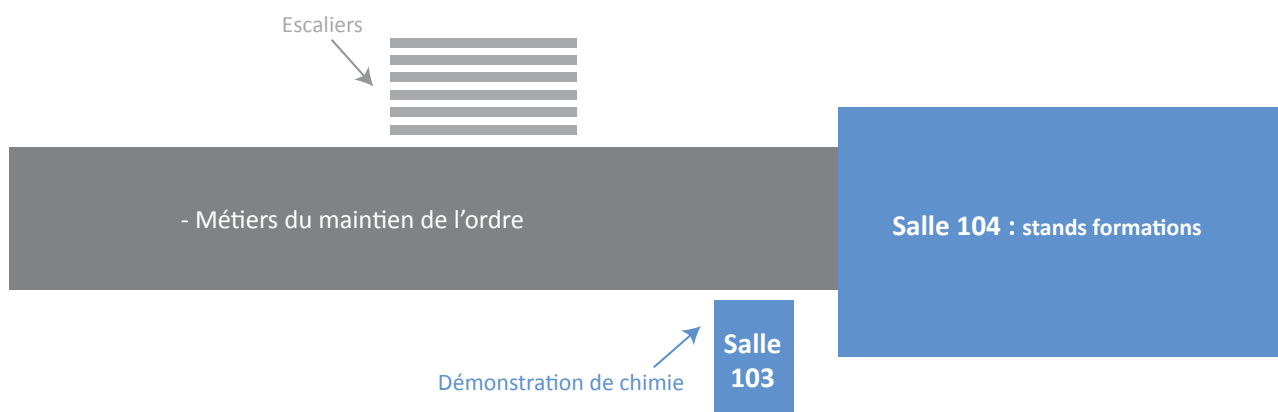 Escaliers
- Métiers du maintien de l’ordre
Salle 104 : stands formations
Salle
103
Démonstration de chimie